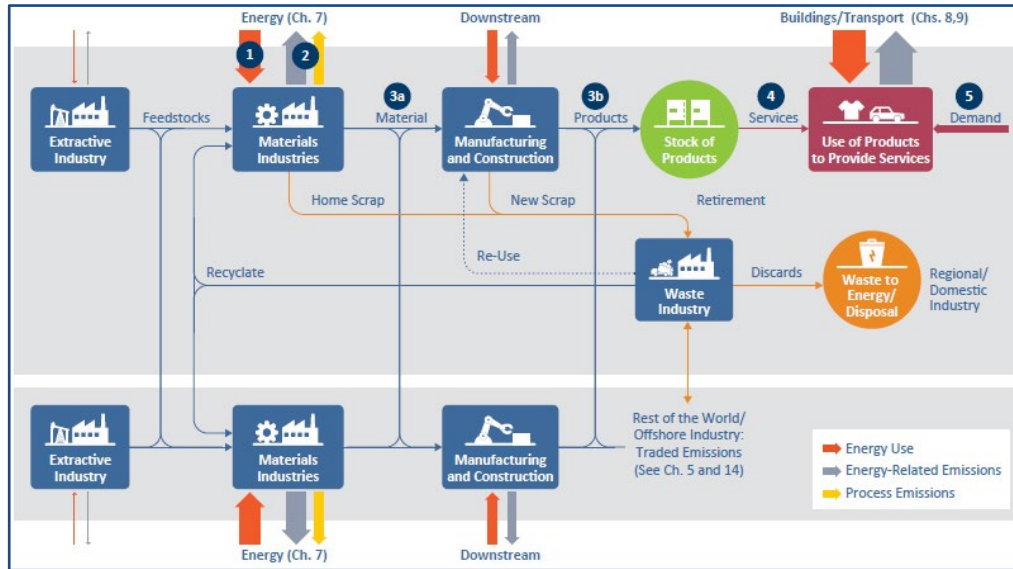 Energy (Ch. 7)
Downstream
Buildings/Transport (Chs. 8,9)
1
2
3a
3b
4
5
Extractive
Industry
Feedstocks
Materials
Industries
Material
Manufacturing
and Construction
Products
Stock of
Products
Services
Use of Products
to Provide Services
Demand
Home Scrap
New Scrap
Retirement
Re-Use
Recyclate
Waste
Industry
Discards
Waste to
Energy/
Disposal
Regional/
Domestic
Industry
Extractive
Industry
Materials
Industries
Manufacturing
and Construction
Rest of the World/
Offshore Industry:
Traded Emissions
(See Ch. 5 and 14)
Energy Use
Energy-Related Emissions
Process Emissions
Energy (Ch. 7)
Downstream